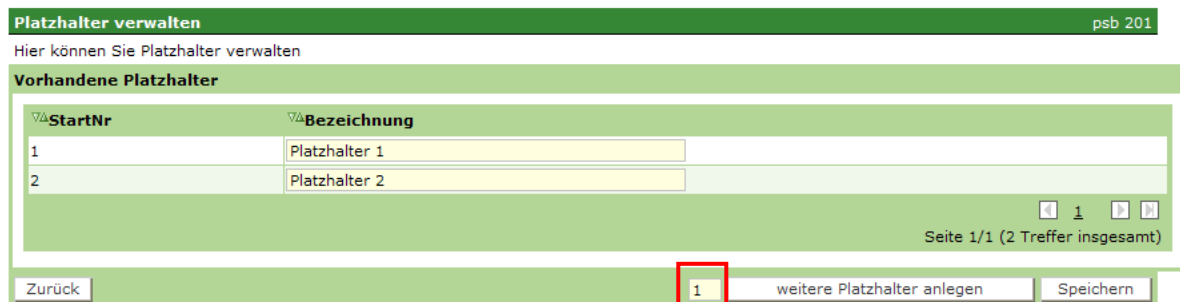 Platzhalter verwalten psb 201
Hier können Sie Platzhalter verwalten
Vorhandene Platzhalter
StartNr Bezeichnung
1 Platzhalter 1
2 Platzhalter 2
1
Seite 1/1 (2 Treffer insgesamt)
Zurück 1 weitere Platzhalter anlegen Speichern